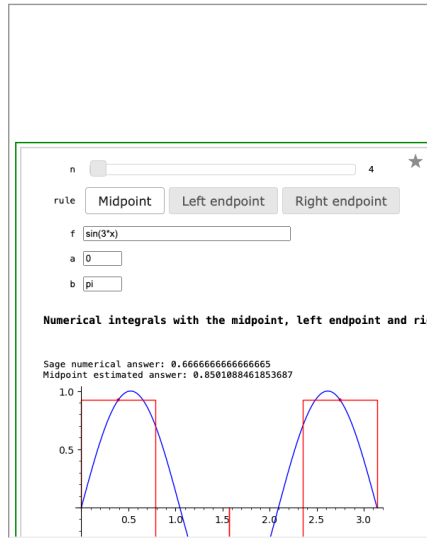 n 4
rule Midpoint Left endpoint Right endpoint
f sin(3*x)
a 0
b pi
Numerical integrals with the midpoint, left endpoint and ri
Sage numerical answer: 0.6666666666666665
Midpoint estimated answer: 0.8501088461853687
1.0
0.5
0.5 1.0 1.5 2.0 2.5 3.0